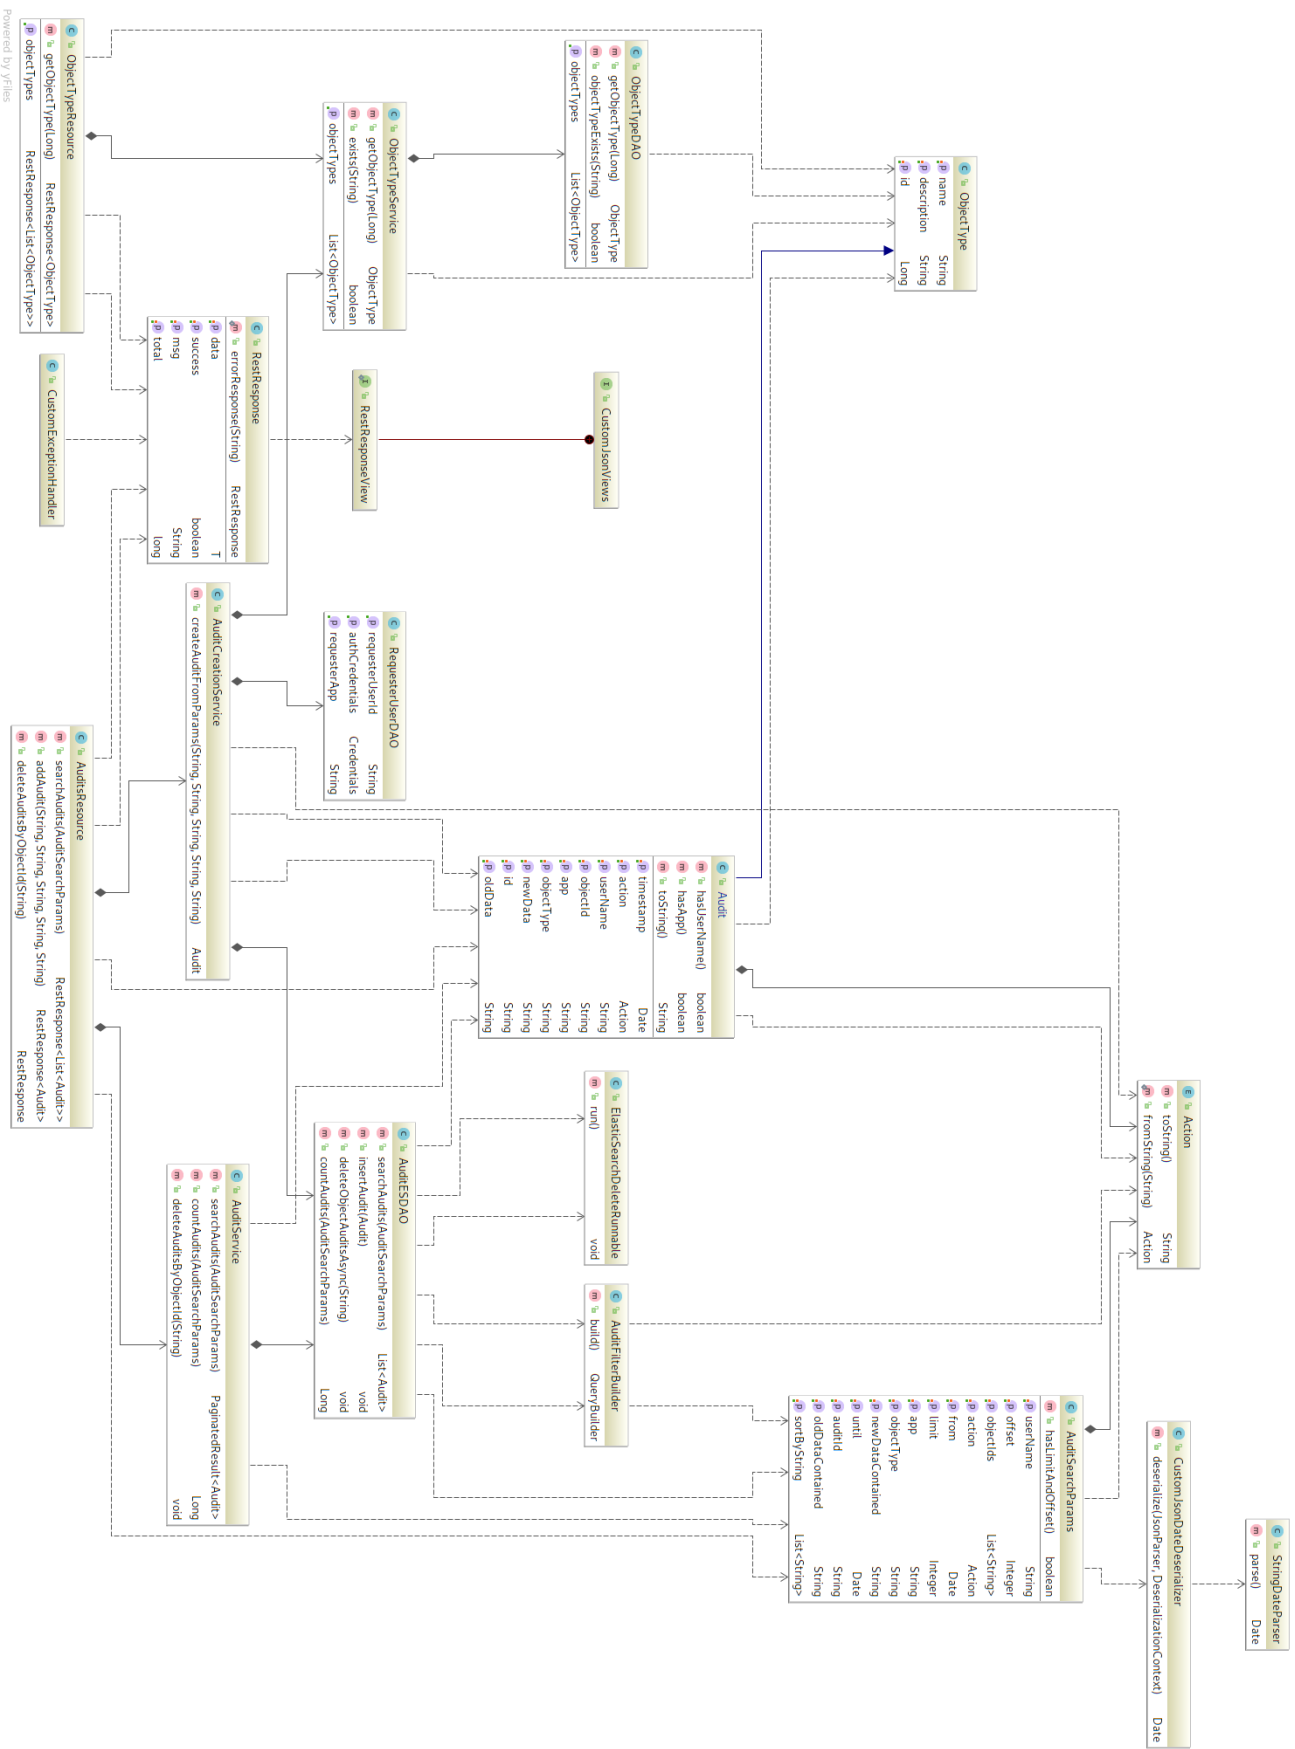 Powered by yFiles
ObjectTypeResource
getObjectType(Long) RestResponse<ObjectType>
objectTypes RestResponse<List<ObjectType>>
ObjectTypeService
getObjectType(Long) ObjectType
exists(String) boolean
objectTypes List<ObjectType>
ObjectTypeDAO
getObjectType(Long) ObjectType
objectTypeExists(String) boolean
objectTypes List<ObjectType>
ObjectType
name String
description String
id Long
RestResponse
errorResponse(String) RestResponse
data T
success boolean
msg String
total long
CustomExceptionHandler
RestResponseView
CustomJsonViews
AuditCreationService
createAuditFromParams(String, String, String, String, String) Audit
RequesterUserDAO
requesterUserId String
authCredentials Credentials
requesterApp String
AuditsResource
searchAudits(AuditSearchParams) RestResponse<List<Audit>>
addAudit(String, String, String, String, String) RestResponse<Audit>
deleteAuditsByObjectId(String) RestResponse
Audit
hasUserName() boolean
hasApp() boolean
toString() String
timestamp Date
action Action
userName String
objectId String
app String
objectType String
newData String
id String
oldData String
Action
toString() String
fromString(String) Action
ElasticSearchDeleteRunnable
run() void
AuditESDAO
searchAudits(AuditSearchParams) List<Audit>
insertAudit(Audit) void
deleteObjectAuditsAsync(String) void
countAudits(AuditSearchParams) Long
AuditService
searchAudits(AuditSearchParams) PaginatedResult<Audit>
countAudits(AuditSearchParams) Long
deleteAuditsByObjectId(String) void
AuditFilterBuilder
build() QueryBuilder
AuditSearchParams
hasLimitAndOffset() boolean
userName String
offset Integer
objectIds List<String>
action Action
from Date
limit Integer
app String
objectType String
newDataContained String
until Date
auditId String
oldDataContained String
sortByString List<String>
CustomJsonDateDeserializer
deserialize(JsonParser, DeserializationContext) Date
StringDateParser
parse() Date